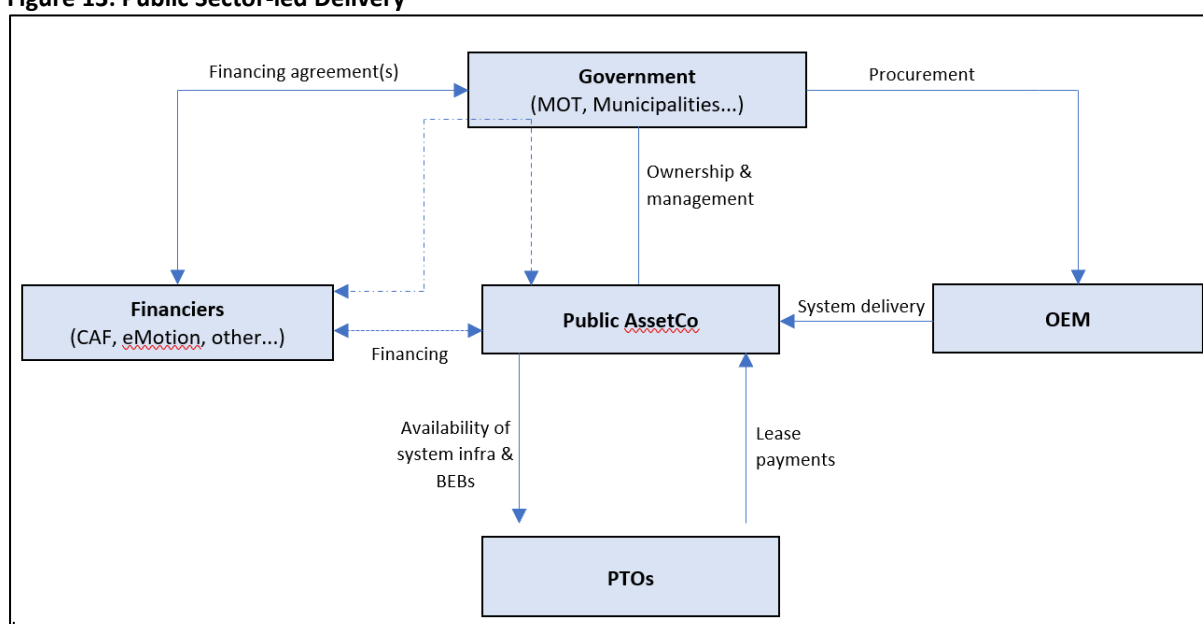 Figure 15: Public Sector-led Delivery
Financing agreement(s)
Government
(MOT, Municipalities...)
Procurement
Ownership &
management
Financiers
(CAF, eMotion, other...)
Financing
Public AssetCo
System delivery
OEM
Availability of
system infra &
BEBs
Lease
payments
PTOs